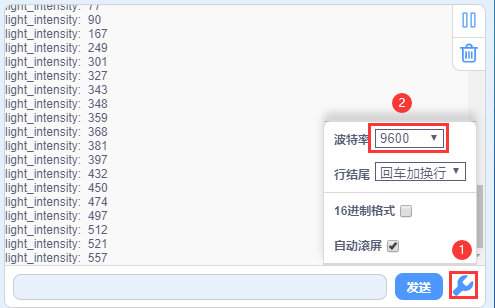 light_intensity: 77
light_intensity: 90
light_intensity: 167
light_intensity: 249
light_intensity: 301
light_intensity: 327
light_intensity: 343
light_intensity: 348
light_intensity: 359
light_intensity: 368
light_intensity: 381
light_intensity: 397
light_intensity: 432
light_intensity: 450
light_intensity: 474
light_intensity: 497
light_intensity: 512
light_intensity: 521
light_intensity: 557
2
波特率 9600
行结尾 回车加换行
16进制格式
自动滚屏
1
发送